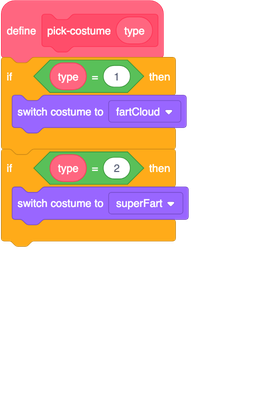 define pick-costume type
if type = 1 then
switch costume to fartCloud
if type = 2 then
switch costume to superFart